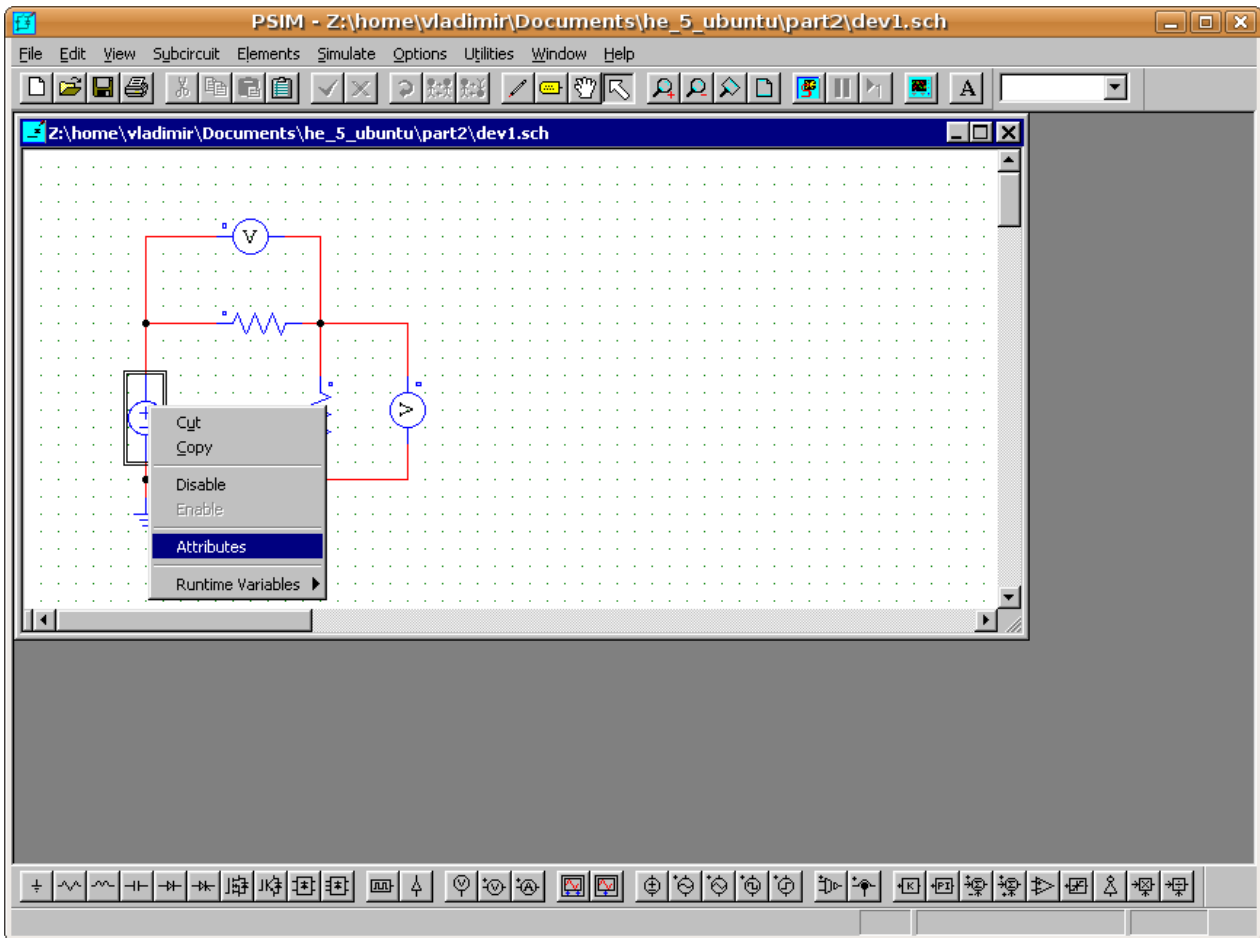 PSIM - Z:\home\vladimir\Documents\he_5_ubuntu\part2\dev1.sch
File Edit View Subcircuit Elements Simulate Options Utilities Window Help
A
Z:\home\vladimir\Documents\he_5_ubuntu\part2\dev1.sch
V
V
Cut
Copy
Disable
Enable
Attributes
Runtime Variables
V V A K PI